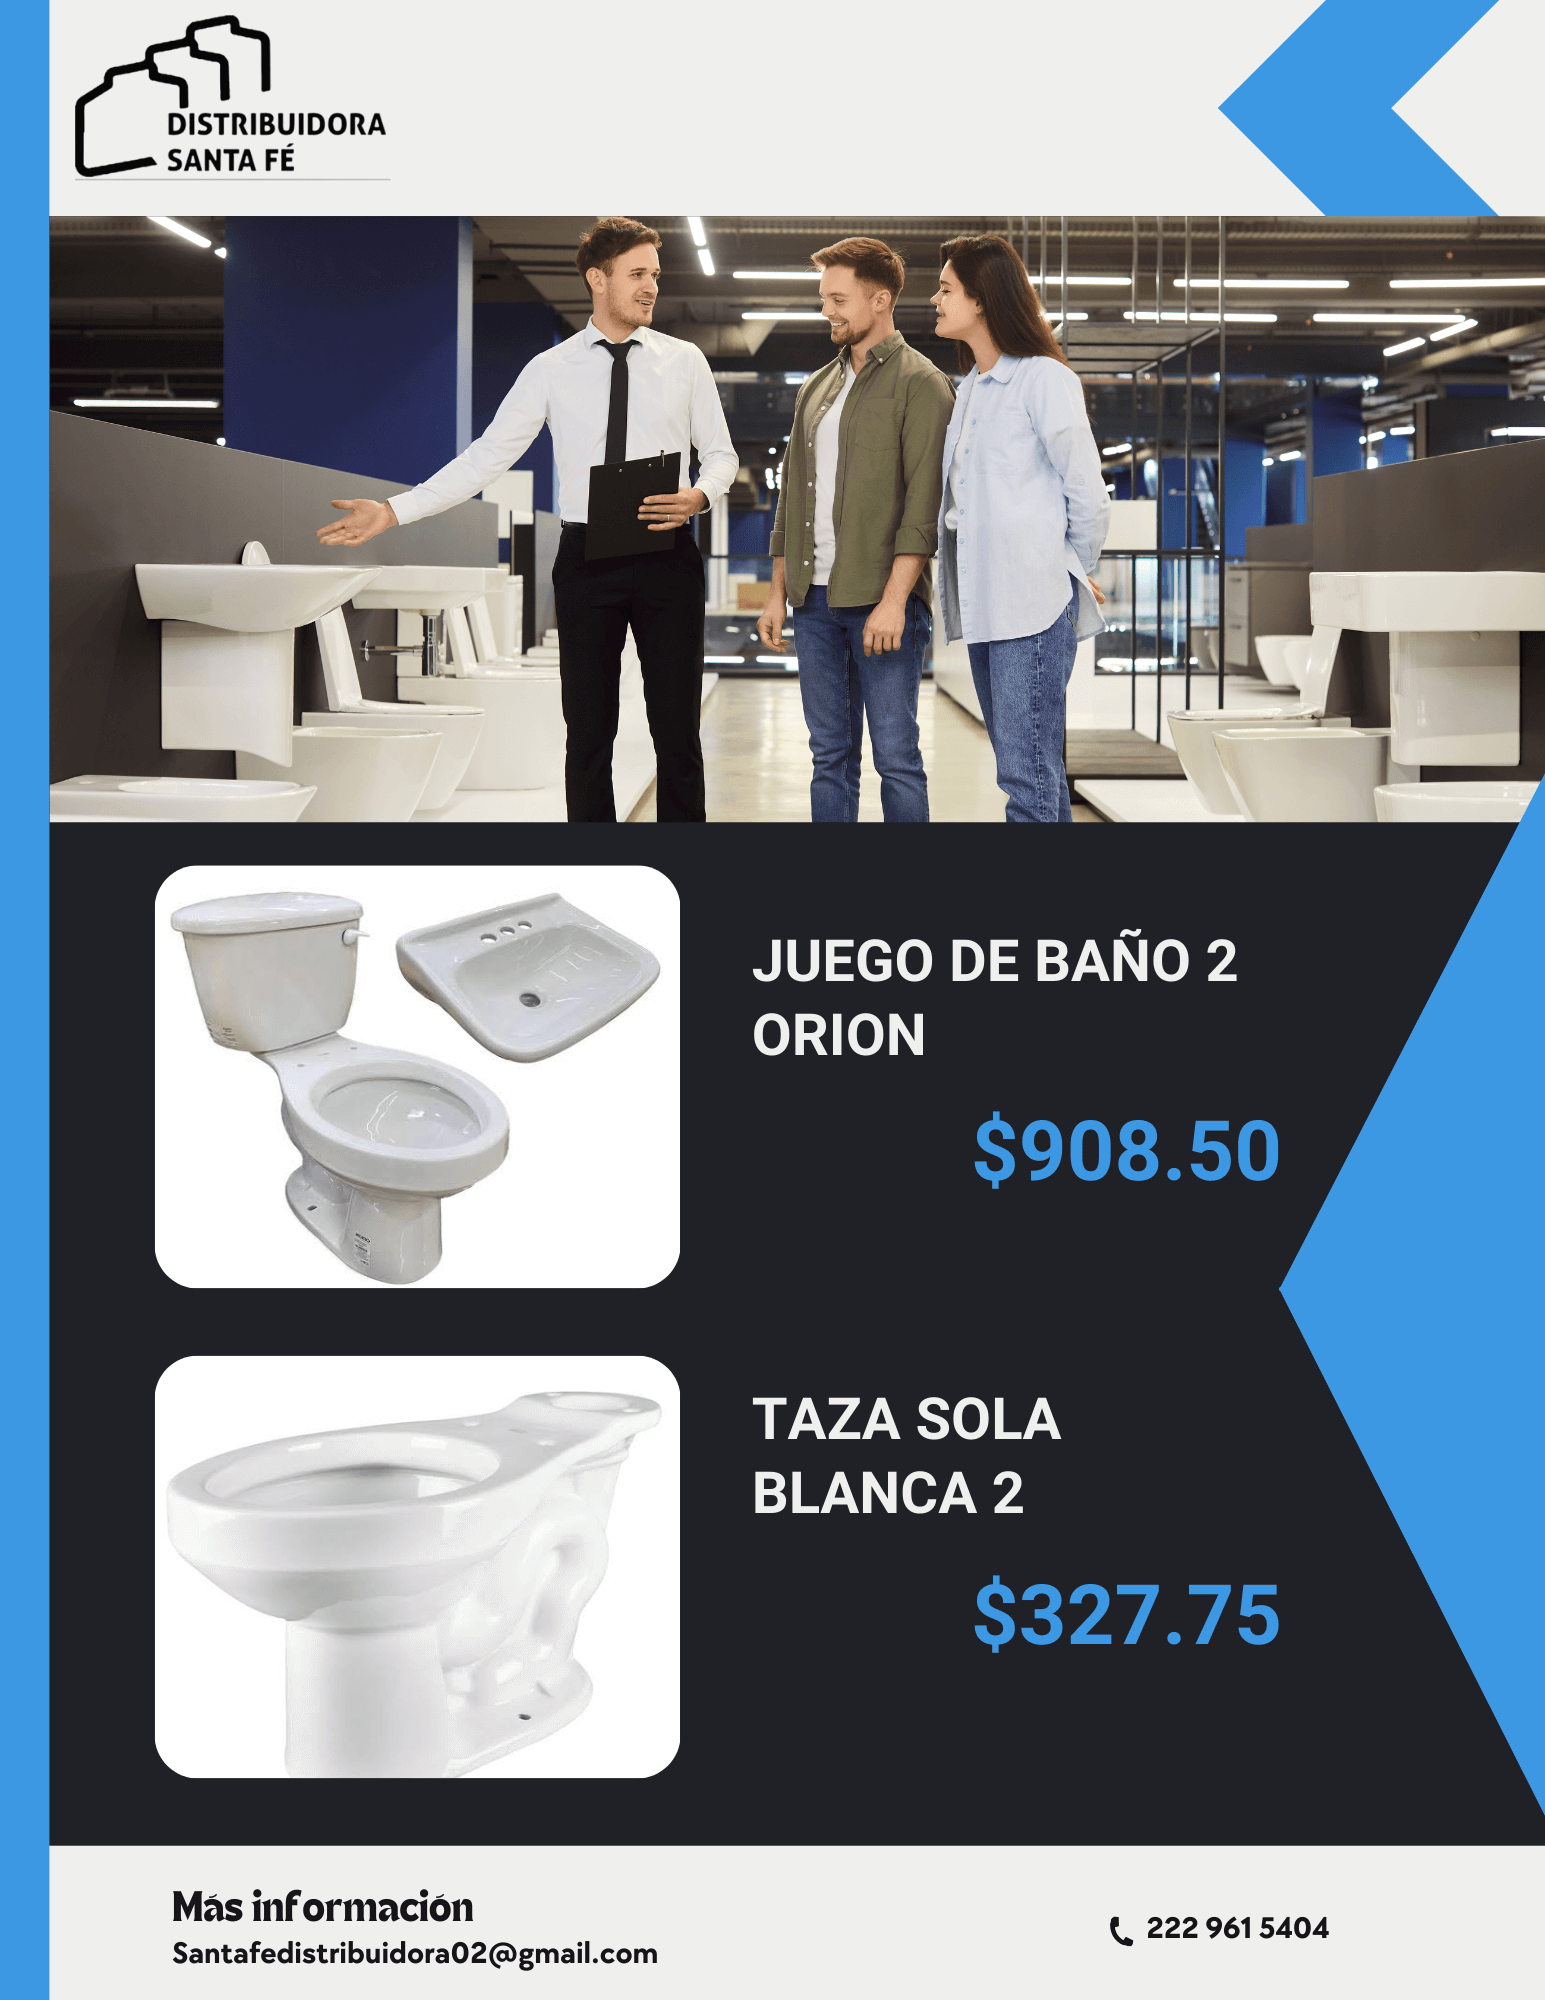 DISTRIBUIDORA
SANTA FÉ
JUEGO DE BAÑO 2
ORION
$908.50
TAZA SOLA
BLANCA 2
$327.75
Más información
Santafedistribuidora02@gmail.com
222 961 5404